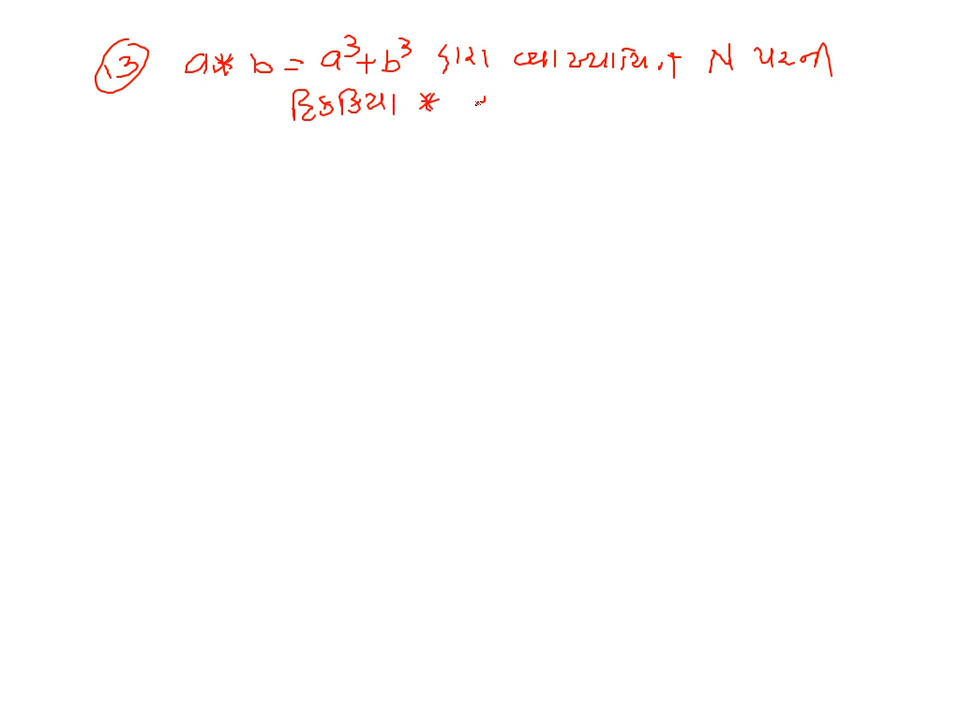 13 a * b = a³ + b³ દ્વારા વ્યાખ્યાયિત N પરની
દ્વિક્ક્રિયા *